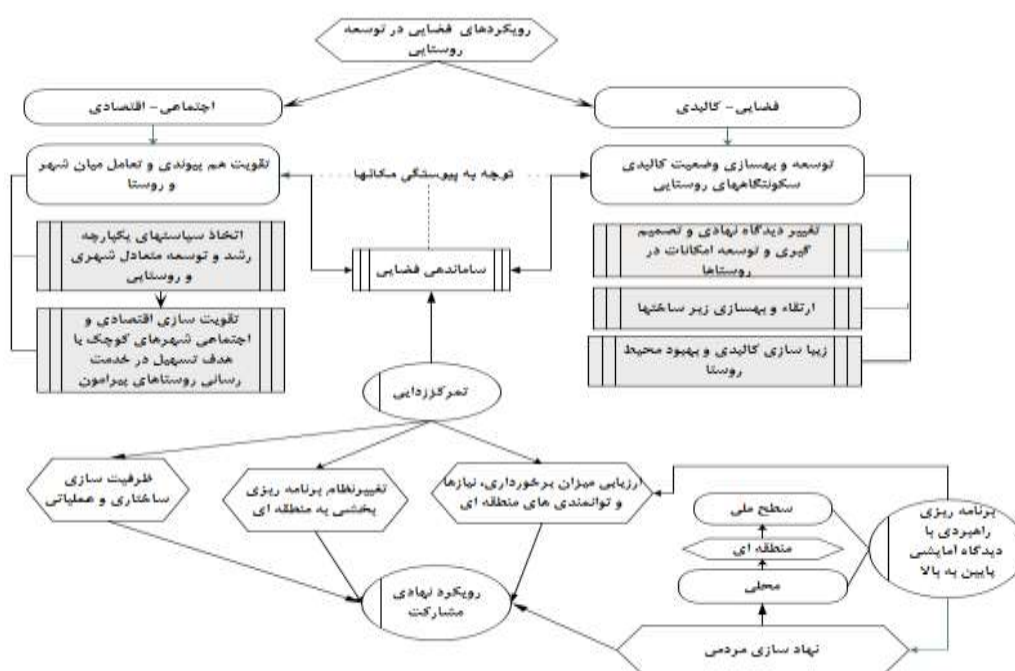 رویکردهای فضایی در توسعه
روستایی
فضایی- کالبدی
اجتماعی- اقتصادی
توسعه و بهسازی وضعیت کالبدی
سکونتگاههای روستایی
توجه به پیوستگی مکانها
تقویت هم پیوندی و تعامل میان شهر
و روستا
تغییر دیدگاه نهادی و تصمیم
گیری و توسعه امکانات در
روستاها
ساماندهی فضایی
اتخاذ سیاستهای یکپارچه
رشد و توسعه متعادل شهری
و روستایی
ارتقاء و بهسازی زیر ساختها
تقویت سازی اقتصادی و
اجتماعی شهرهای کوچک با
هدف تسهیل در خدمت
رسانی روستاهای پیرامون
زیبا سازی کالبدی و بهبود محیط
روستا
تمرکززدایی
ارزیابی میزان برخورداری، نیازها
و توانمندی های منطقه ای
تغییرنظام برنامه ریزی
بخشی به منطقه ای
ظرفیت سازی
ساختاری و عملیاتی
برنامه ریزی
راهبردی با
دیدگاه آمایشی
پایین به بالا
سطح ملی
منطقه ای
محلی
رویکرد نهادی
مشارکت
نهاد سازی مردمی